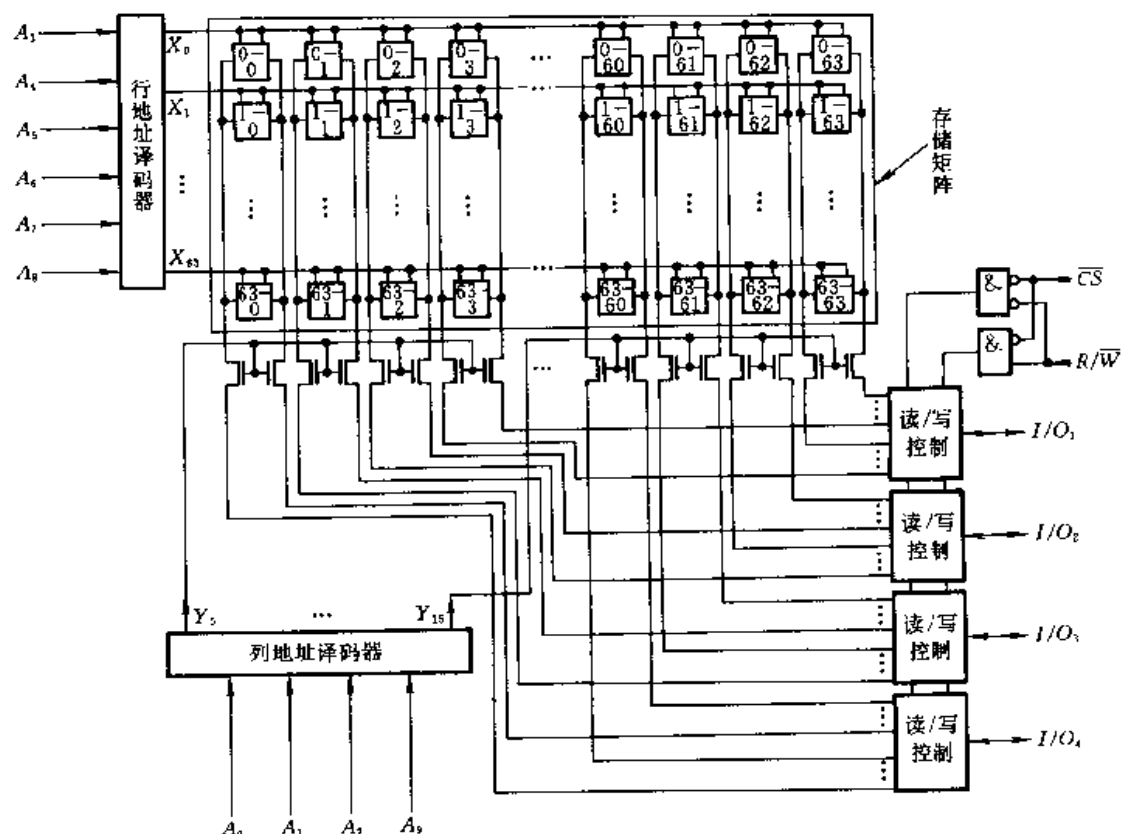 A₃
A₄
A₅
A₆
A₇
A₈
行地址译码器
X₀
X₁
⋮
X₆₃
0-0
0-1
0-2
0-3
…
0-60
0-61
0-62
0-63
1-0
1-1
1-2
1-3
1-60
1-61
1-62
1-63
63-0
63-1
63-2
63-3
…
63-60
63-61
63-62
63-63
存储矩阵
&
&
C̅S̅
R/W̅
读/写控制
I/O₁
读/写控制
I/O₂
读/写控制
I/O₃
读/写控制
I/O₄
…
Y₁₅
列地址译码器
A₁
A₉